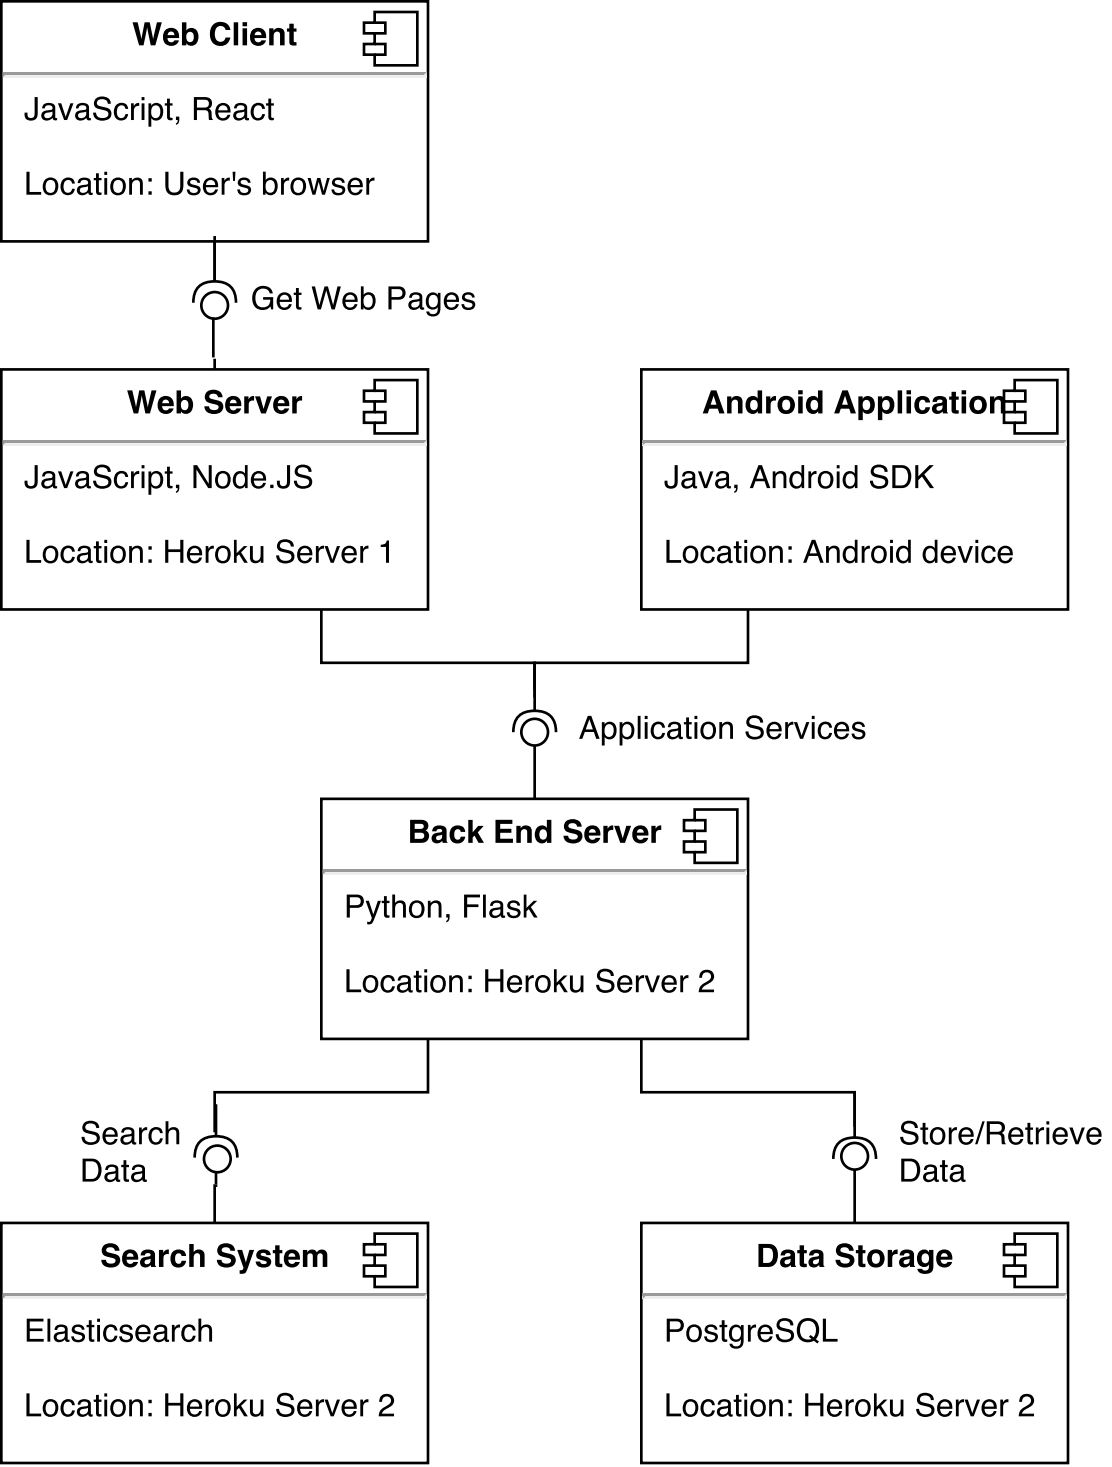 Web Client
JavaScript, React
Location: User's browser
Get Web Pages
Web Server
JavaScript, Node.JS
Location: Heroku Server 1
Android Application
Java, Android SDK
Location: Android device
Application Services
Back End Server
Python, Flask
Location: Heroku Server 2
Search
Data
Store/Retrieve
Data
Search System
Elasticsearch
Location: Heroku Server 2
Data Storage
PostgreSQL
Location: Heroku Server 2